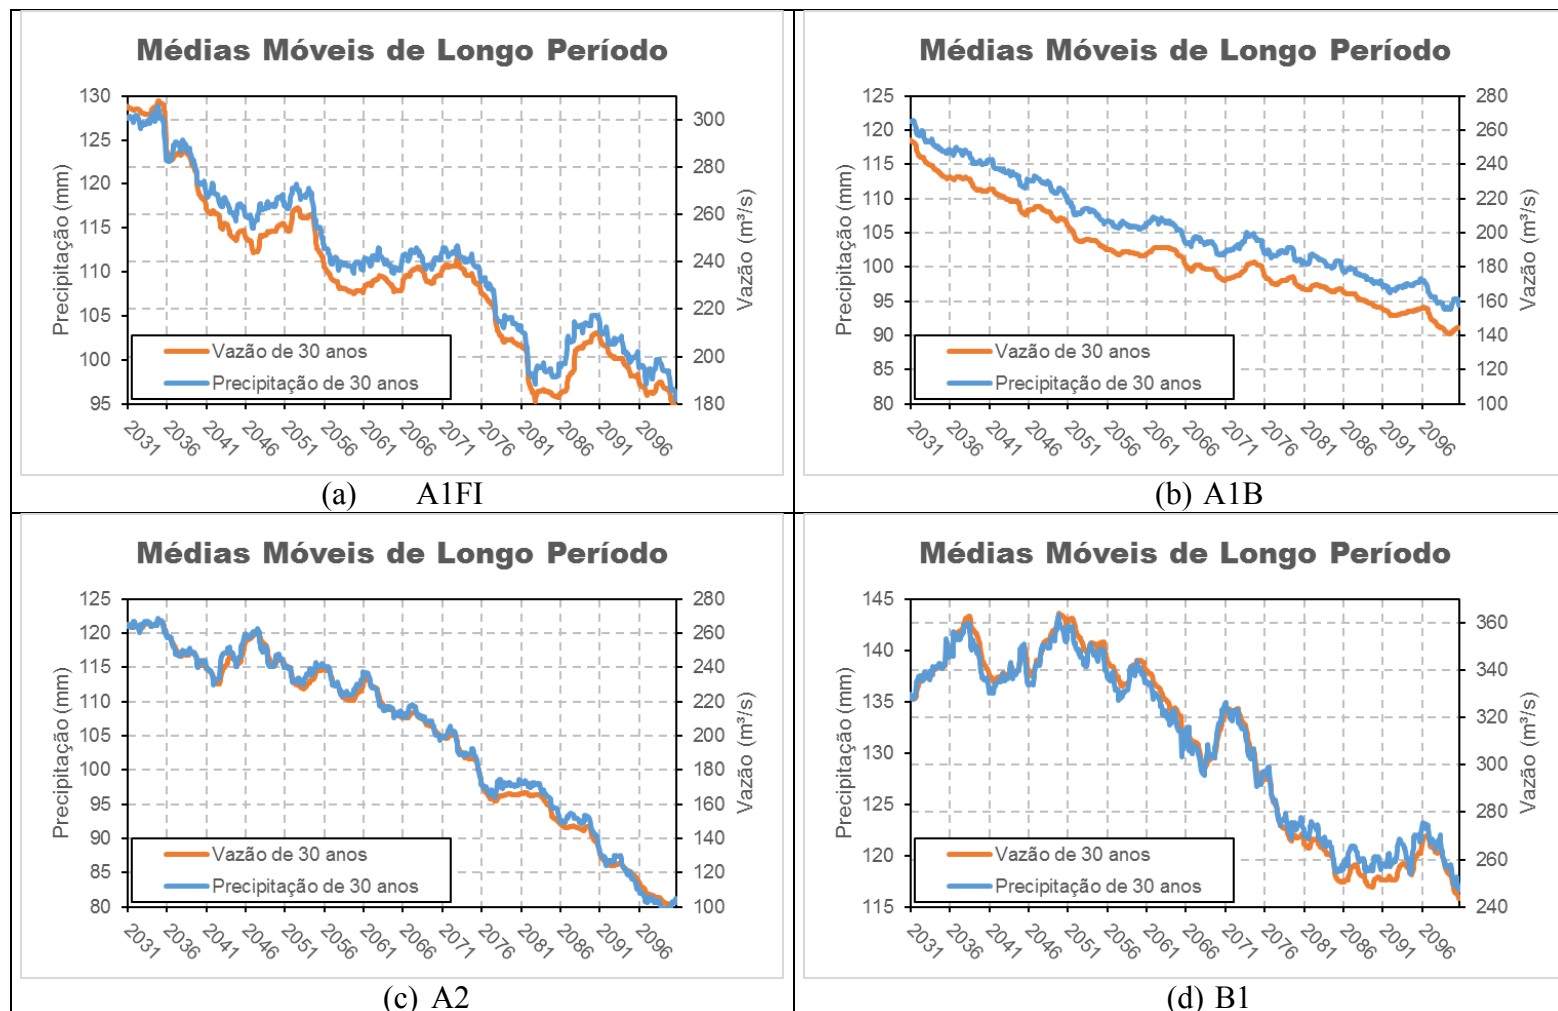 Médias Móveis de Longo Período
130
125
120
115
110
105
100
95
Precipitação (mm)
300
280
260
240
220
200
180
Vazão (m³/s)
Vazão de 30 anos
Precipitação de 30 anos
2031 2036 2041 2046 2051 2056 2061 2066 2071 2076 2081 2086 2091 2096
(a) A1FI
Médias Móveis de Longo Período
125
120
115
110
105
100
95
90
85
80
Precipitação (mm)
280
260
240
220
200
180
160
140
120
100
Vazão (m³/s)
Vazão de 30 anos
Precipitação de 30 anos
2031 2036 2041 2046 2051 2056 2061 2066 2071 2076 2081 2086 2091 2096
(b) A1B
Médias Móveis de Longo Período
125
120
115
110
105
100
95
90
85
80
Precipitação (mm)
280
260
240
220
200
180
160
140
120
100
Vazão (m³/s)
Vazão de 30 anos
Precipitação de 30 anos
2031 2036 2041 2046 2051 2056 2061 2066 2071 2076 2081 2086 2091 2096
(c) A2
Médias Móveis de Longo Período
145
140
135
130
125
120
115
Precipitação (mm)
360
340
320
300
280
260
240
Vazão (m³/s)
Vazão de 30 anos
Precipitação de 30 anos
2031 2036 2041 2046 2051 2056 2061 2066 2071 2076 2081 2086 2091 2096
(d) B1